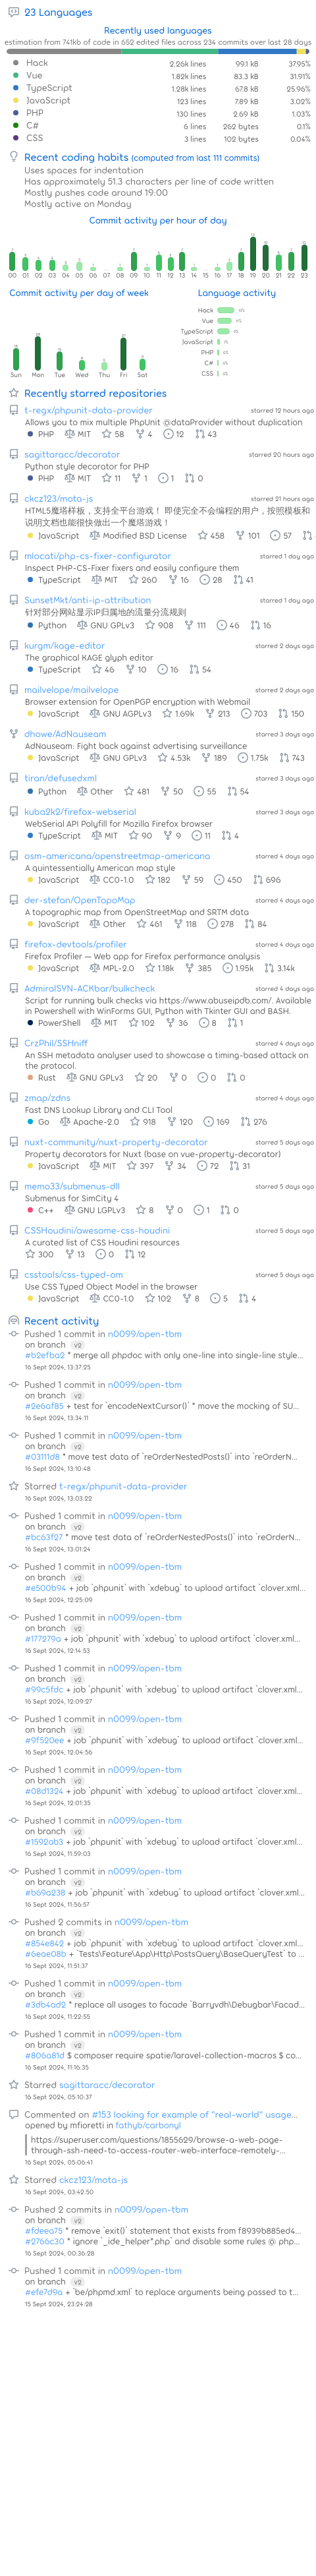 23 Languages
Recently used languages
estimation from 741kb of code in 652 edited files across 234 commits over last 28 days
Hack 2.26k lines 99.1 kB 37.95%
Vue 1.82k lines 83.3 kB 31.91%
TypeScript 1.28k lines 67.8 kB 25.96%
JavaScript 123 lines 7.89 kB 3.02%
PHP 130 lines 2.69 kB 1.03%
C# 6 lines 262 bytes 0.1%
CSS 3 lines 102 bytes 0.04%
Recent coding habits (computed from last 111 commits)
Uses spaces for indentation
Has approximately 51.3 characters per line of code written
Mostly pushes code around 19:00
Mostly active on Monday
Commit activity per hour of day
00 01 02 03 04 05 06 07 08 09 10 11 12 13 14 15 16 17 18 19 20 21 22 23
Commit activity per day of week
Language activity
Hack
Vue
TypeScript
JavaScript
PHP
C#
CSS
Sun Mon Tue Wed Thu Fri Sat
Recently starred repositories
t-regx/phpunit-data-provider starred 12 hours ago
Allows you to mix multiple PhpUnit @dataProvider without duplication
PHP MIT 58 4 12 43
sagittaracc/decorator starred 20 hours ago
Python style decorator for PHP
PHP MIT 11 1 1 0
ckcz123/mota-js starred 21 hours ago
HTML5魔塔样板，支持全平台游戏！ 即使完全不会编程的用户，按照模板和
说明文档也能很快做出一个魔塔游戏！
JavaScript Modified BSD License 458 101 57
mlocati/php-cs-fixer-configurator starred 1 day ago
Inspect PHP-CS-Fixer fixers and easily configure them
TypeScript MIT 260 16 28 41
SunsetMkt/anti-ip-attribution starred 1 day ago
针对部分网站显示IP归属地的流量分流规则
Python GNU GPLv3 908 111 46 16
kurgm/kage-editor starred 2 days ago
The graphical KAGE glyph editor
TypeScript 46 10 16 54
mailvelope/mailvelope starred 2 days ago
Browser extension for OpenPGP encryption with Webmail
JavaScript GNU AGPLv3 1.69k 213 703 150
dhowe/AdNauseam starred 3 days ago
AdNauseam: Fight back against advertising surveillance
JavaScript GNU GPLv3 4.53k 189 1.75k 743
tiran/defusedxml starred 3 days ago
Python Other 481 50 55 54
kuba2k2/firefox-webserial starred 3 days ago
WebSerial API Polyfill for Mozilla Firefox browser
TypeScript MIT 90 9 11 4
osm-americana/openstreetmap-americana starred 4 days ago
A quintessentially American map style
JavaScript CC0-1.0 182 59 450 696
der-stefan/OpenTopoMap starred 4 days ago
A topographic map from OpenStreetMap and SRTM data
JavaScript Other 461 118 278 84
firefox-devtools/profiler starred 4 days ago
Firefox Profiler — Web app for Firefox performance analysis
JavaScript MPL-2.0 1.18k 385 1.95k 3.14k
AdmiralSYN-ACKbar/bulkcheck starred 4 days ago
Script for running bulk checks via https://www.abuseipdb.com/. Available
in Powershell with WinForms GUI, Python with Tkinter GUI and BASH.
PowerShell MIT 102 36 8 1
CrzPhil/SSHniff starred 4 days ago
An SSH metadata analyser used to showcase a timing-based attack on
the protocol.
Rust GNU GPLv3 20 0 0 0
zmap/zdns starred 4 days ago
Fast DNS Lookup Library and CLI Tool
Go Apache-2.0 918 120 169 276
nuxt-community/nuxt-property-decorator starred 5 days ago
Property decorators for Nuxt (base on vue-property-decorator)
JavaScript MIT 397 34 72 31
memo33/submenus-dll starred 5 days ago
Submenus for SimCity 4
C++ GNU LGPLv3 8 0 1 0
CSSHoudini/awesome-css-houdini starred 5 days ago
A curated list of CSS Houdini resources
300 13 0 12
csstools/css-typed-om starred 5 days ago
Use CSS Typed Object Model in the browser
JavaScript CC0-1.0 102 8 5 4
Recent activity
Pushed 1 commit in n0099/open-tbm
on branch v2
#b2efba2 * merge all phpdoc with only one-line into single-line style...
16 Sept 2024, 13:37:25
Pushed 1 commit in n0099/open-tbm
on branch v2
#2e6af85 + test for `encodeNextCursor()` * move the mocking of SU...
16 Sept 2024, 13:34:11
Pushed 1 commit in n0099/open-tbm
on branch v2
#03111d8 * move test data of `reOrderNestedPosts()` into `reOrderN...
16 Sept 2024, 13:10:48
Starred t-regx/phpunit-data-provider
16 Sept 2024, 13:03:22
Pushed 1 commit in n0099/open-tbm
on branch v2
#bc63f27 * move test data of `reOrderNestedPosts()` into `reOrderN...
16 Sept 2024, 13:01:24
Pushed 1 commit in n0099/open-tbm
on branch v2
#e500b94 + job `phpunit` with `xdebug` to upload artifact `clover.xml...
16 Sept 2024, 12:25:09
Pushed 1 commit in n0099/open-tbm
on branch v2
#177279a + job `phpunit` with `xdebug` to upload artifact `clover.xml...
16 Sept 2024, 12:14:53
Pushed 1 commit in n0099/open-tbm
on branch v2
#99c5fdc + job `phpunit` with `xdebug` to upload artifact `clover.xml...
16 Sept 2024, 12:09:27
Pushed 1 commit in n0099/open-tbm
on branch v2
#9f520ee + job `phpunit` with `xdebug` to upload artifact `clover.xml...
16 Sept 2024, 12:04:56
Pushed 1 commit in n0099/open-tbm
on branch v2
#08d1324 + job `phpunit` with `xdebug` to upload artifact `clover.xml...
16 Sept 2024, 12:01:35
Pushed 1 commit in n0099/open-tbm
on branch v2
#1592ab3 + job `phpunit` with `xdebug` to upload artifact `clover.xml...
16 Sept 2024, 11:59:03
Pushed 1 commit in n0099/open-tbm
on branch v2
#b69a238 + job `phpunit` with `xdebug` to upload artifact `clover.xml...
16 Sept 2024, 11:56:57
Pushed 2 commits in n0099/open-tbm
on branch v2
#854e842 + job `phpunit` with `xdebug` to upload artifact `clover.xml...
#6eae08b + `Tests\Feature\App\Http\PostsQuery\BaseQueryTest` to ...
16 Sept 2024, 11:51:37
Pushed 1 commit in n0099/open-tbm
on branch v2
#3db4ad2 * replace all usages to facade `Barryvdh\Debugbar\Facad...
16 Sept 2024, 11:22:55
Pushed 1 commit in n0099/open-tbm
on branch v2
#806a81d $ composer require spatie/laravel-collection-macros $ co...
16 Sept 2024, 11:16:35
Starred sagittaracc/decorator
16 Sept 2024, 05:10:37
Commented on #153 looking for example of "real-world" usage...
opened by mfioretti in fathyb/carbonyl
https://superuser.com/questions/1855629/browse-a-web-page-
through-ssh-need-to-access-router-web-interface-remotely-...
16 Sept 2024, 05:06:41
Starred ckcz123/mota-js
16 Sept 2024, 03:42:50
Pushed 2 commits in n0099/open-tbm
on branch v2
#fdeea75 * remove `exit()` statement that exists from f8939b885ed4...
#2766c30 * ignore `_ide_helper*.php` and disable some rules @ php...
16 Sept 2024, 00:36:28
Pushed 1 commit in n0099/open-tbm
on branch v2
#efe7d9a + `be/phpmd.xml` to replace arguments being passed to t...
15 Sept 2024, 23:24:28